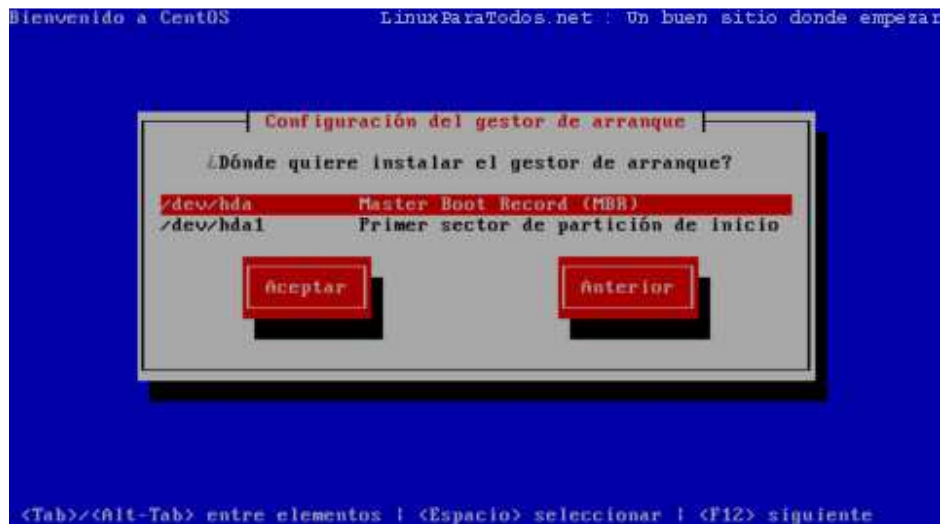 Bienvenido a CentOS LinuxParaTodos.net : Un buen sitio donde empezar
Configuración del gestor de arranque
¿Dónde quiere instalar el gestor de arranque?
/dev/hda Master Boot Record (MBR)
/dev/hda1 Primer sector de partición de inicio
Aceptar Anterior
<Tab>/<Alt-Tab> entre elementos | <Espacio> seleccionar | <F12> siguiente